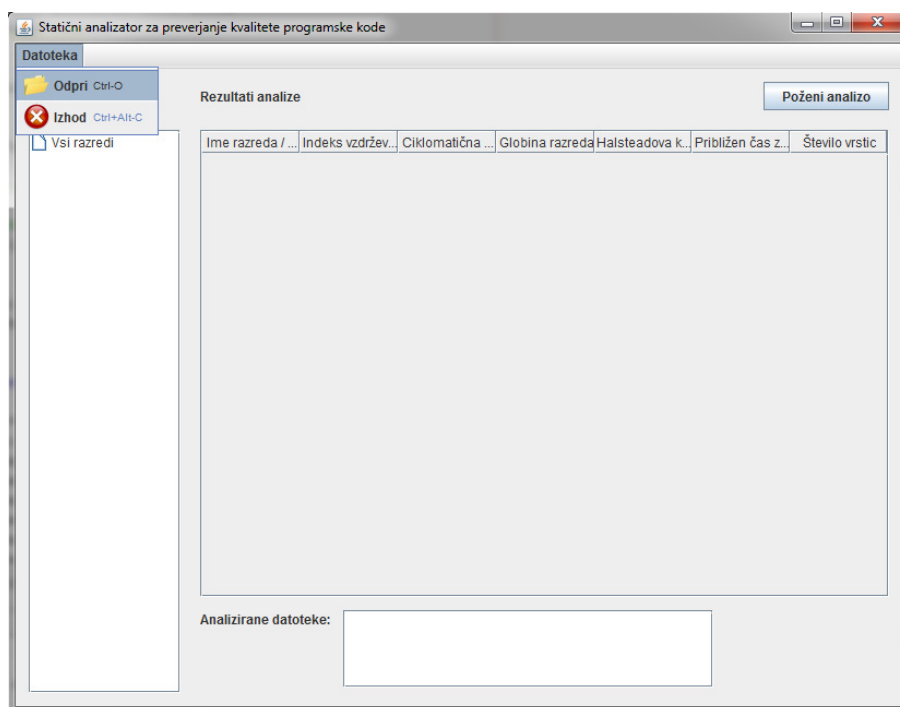 Statični analizator za preverjanje kvalitete programske kode
Datoteka
Odpri Ctrl-O
Izhod Ctrl+Alt-C
Rezultati analize
Poženi analizo
Vsi razredi
Ime razreda / ... Indeks vzdržev... Ciklomatična ... Globina razreda Halsteadova k... Približen čas z... Število vrstic
Analizirane datoteke: